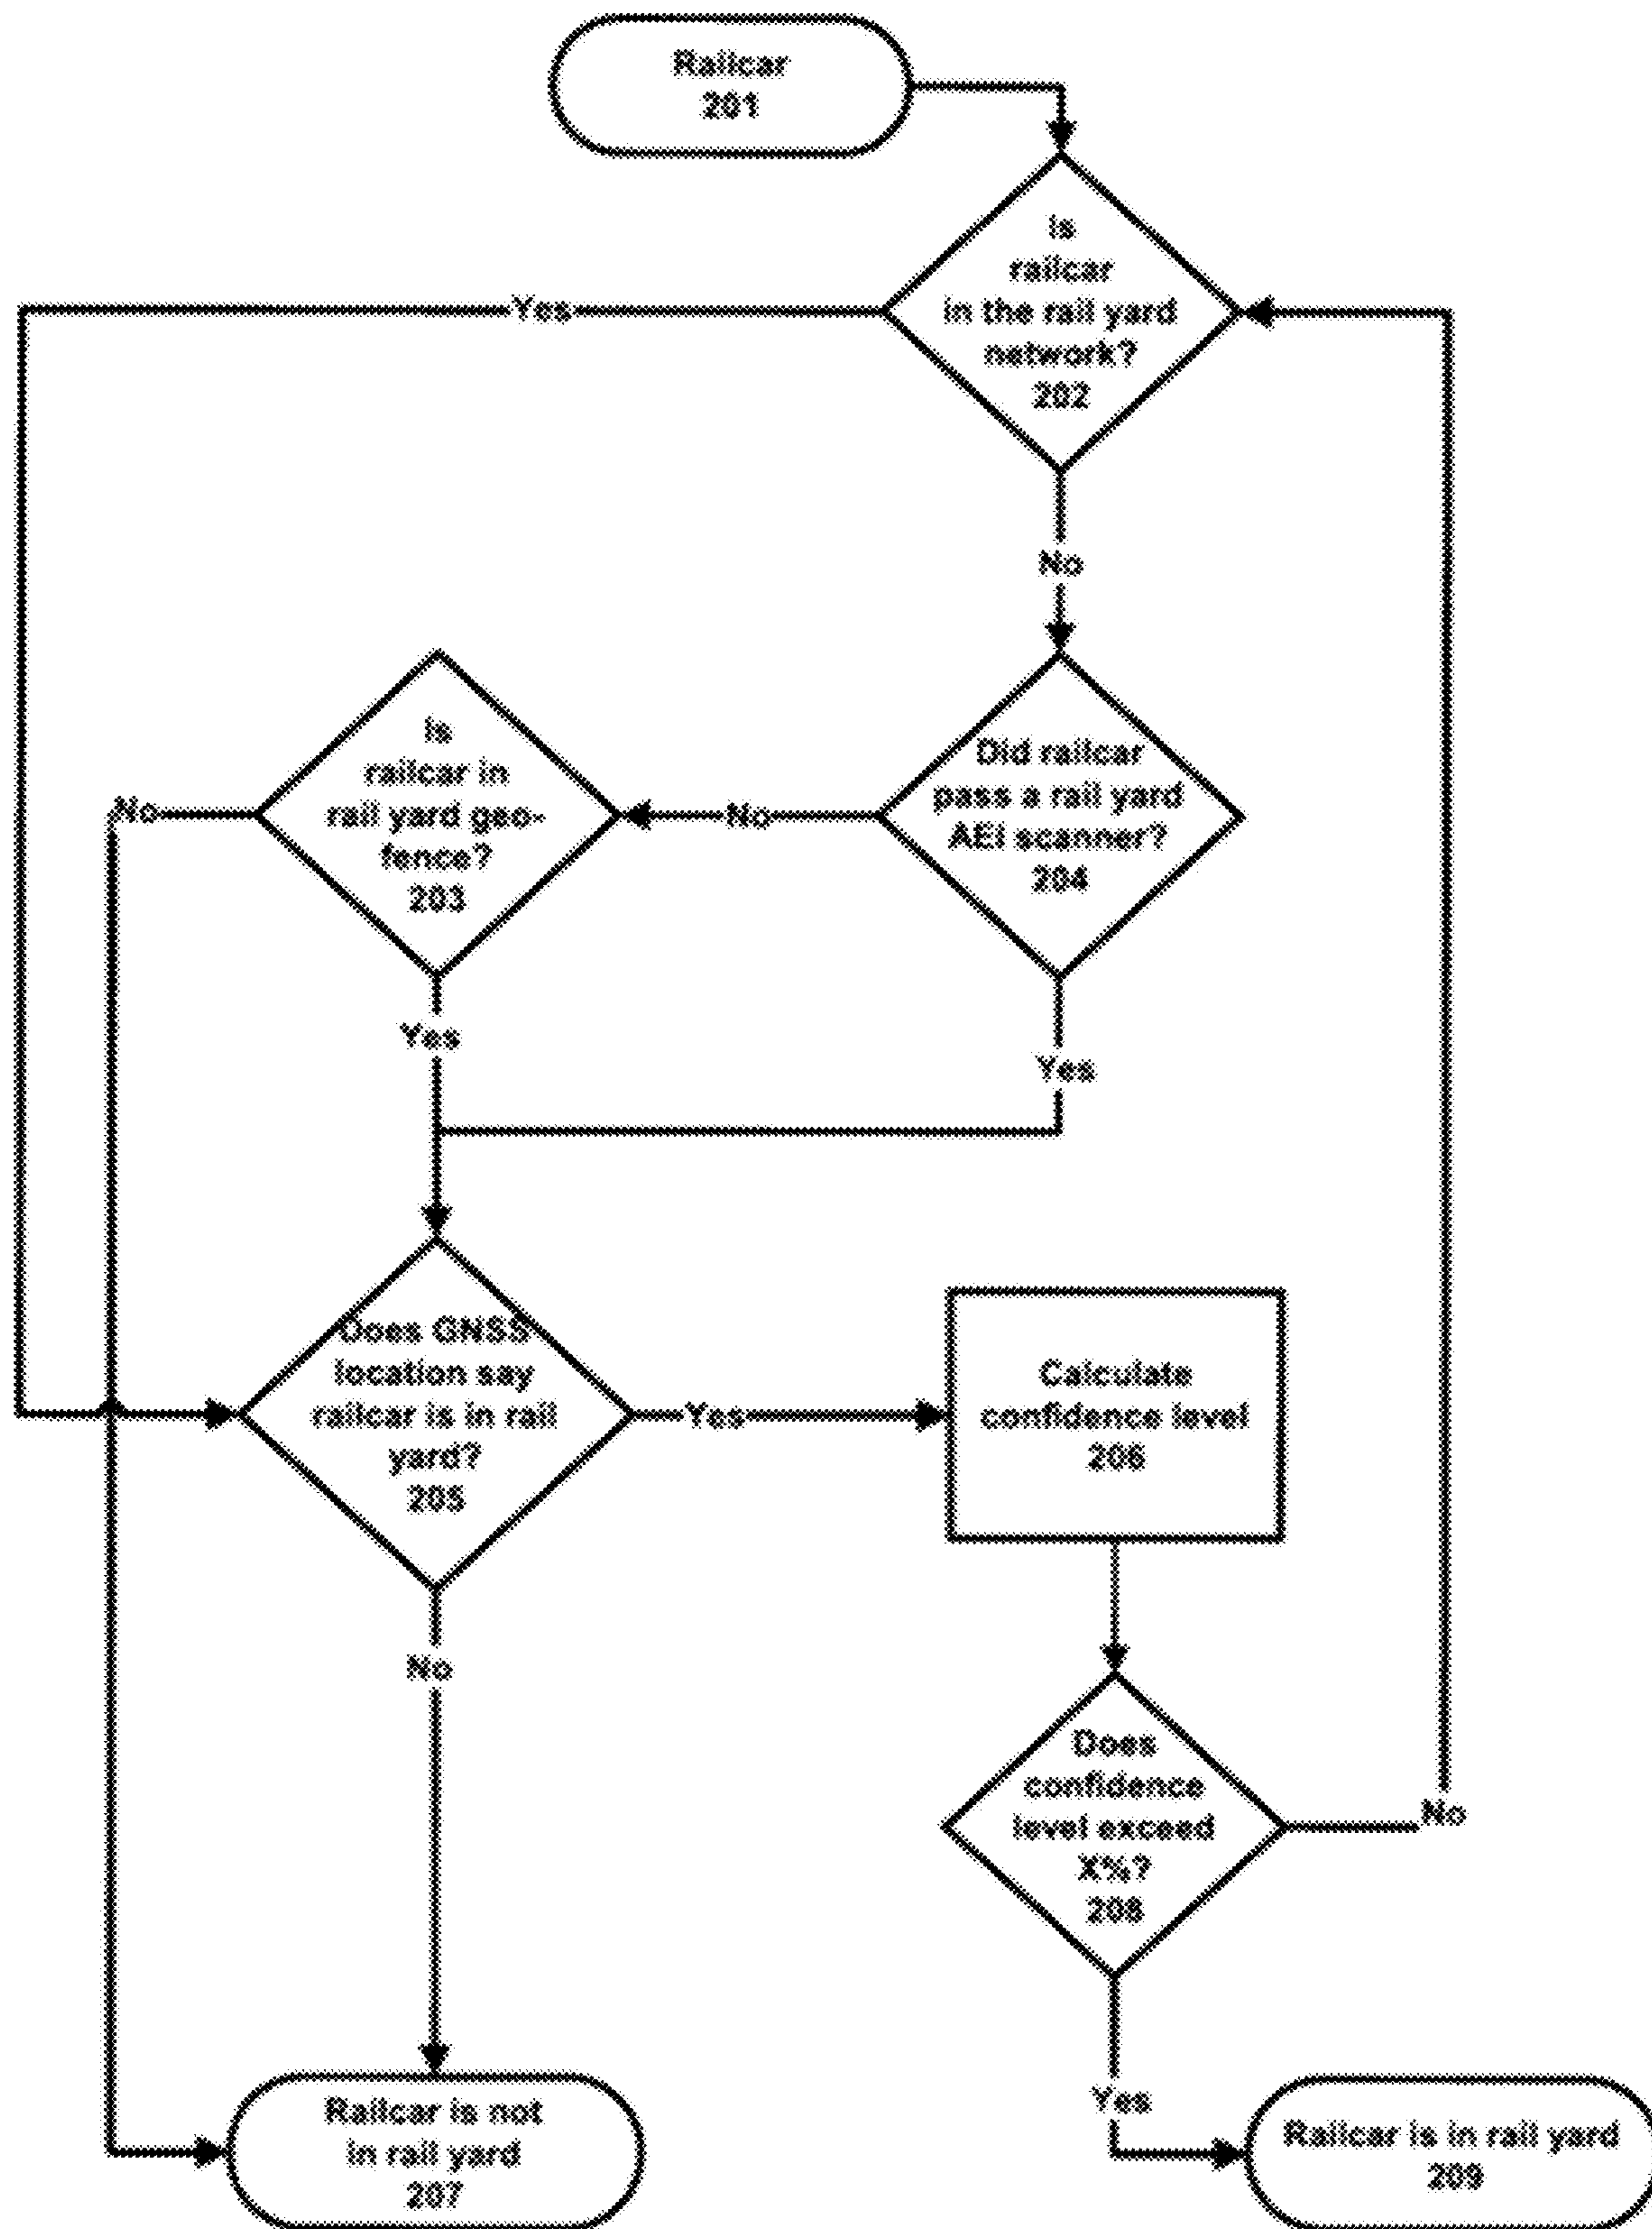 Railcar
201
Is
railcar
in the rail yard
network?
202
Yes
No
Is
railcar in
rail yard geo-
fence?
203
No
Did railcar
pass a rail yard
AEI scanner?
204
No
Yes
Yes
Does GNSS
location say
railcar is in rail
yard?
205
Yes
Calculate
confidence level
206
No
Does
confidence
level exceed
X%?
208
No
Yes
Railcar is not
in rail yard
207
Railcar is in rail yard
209